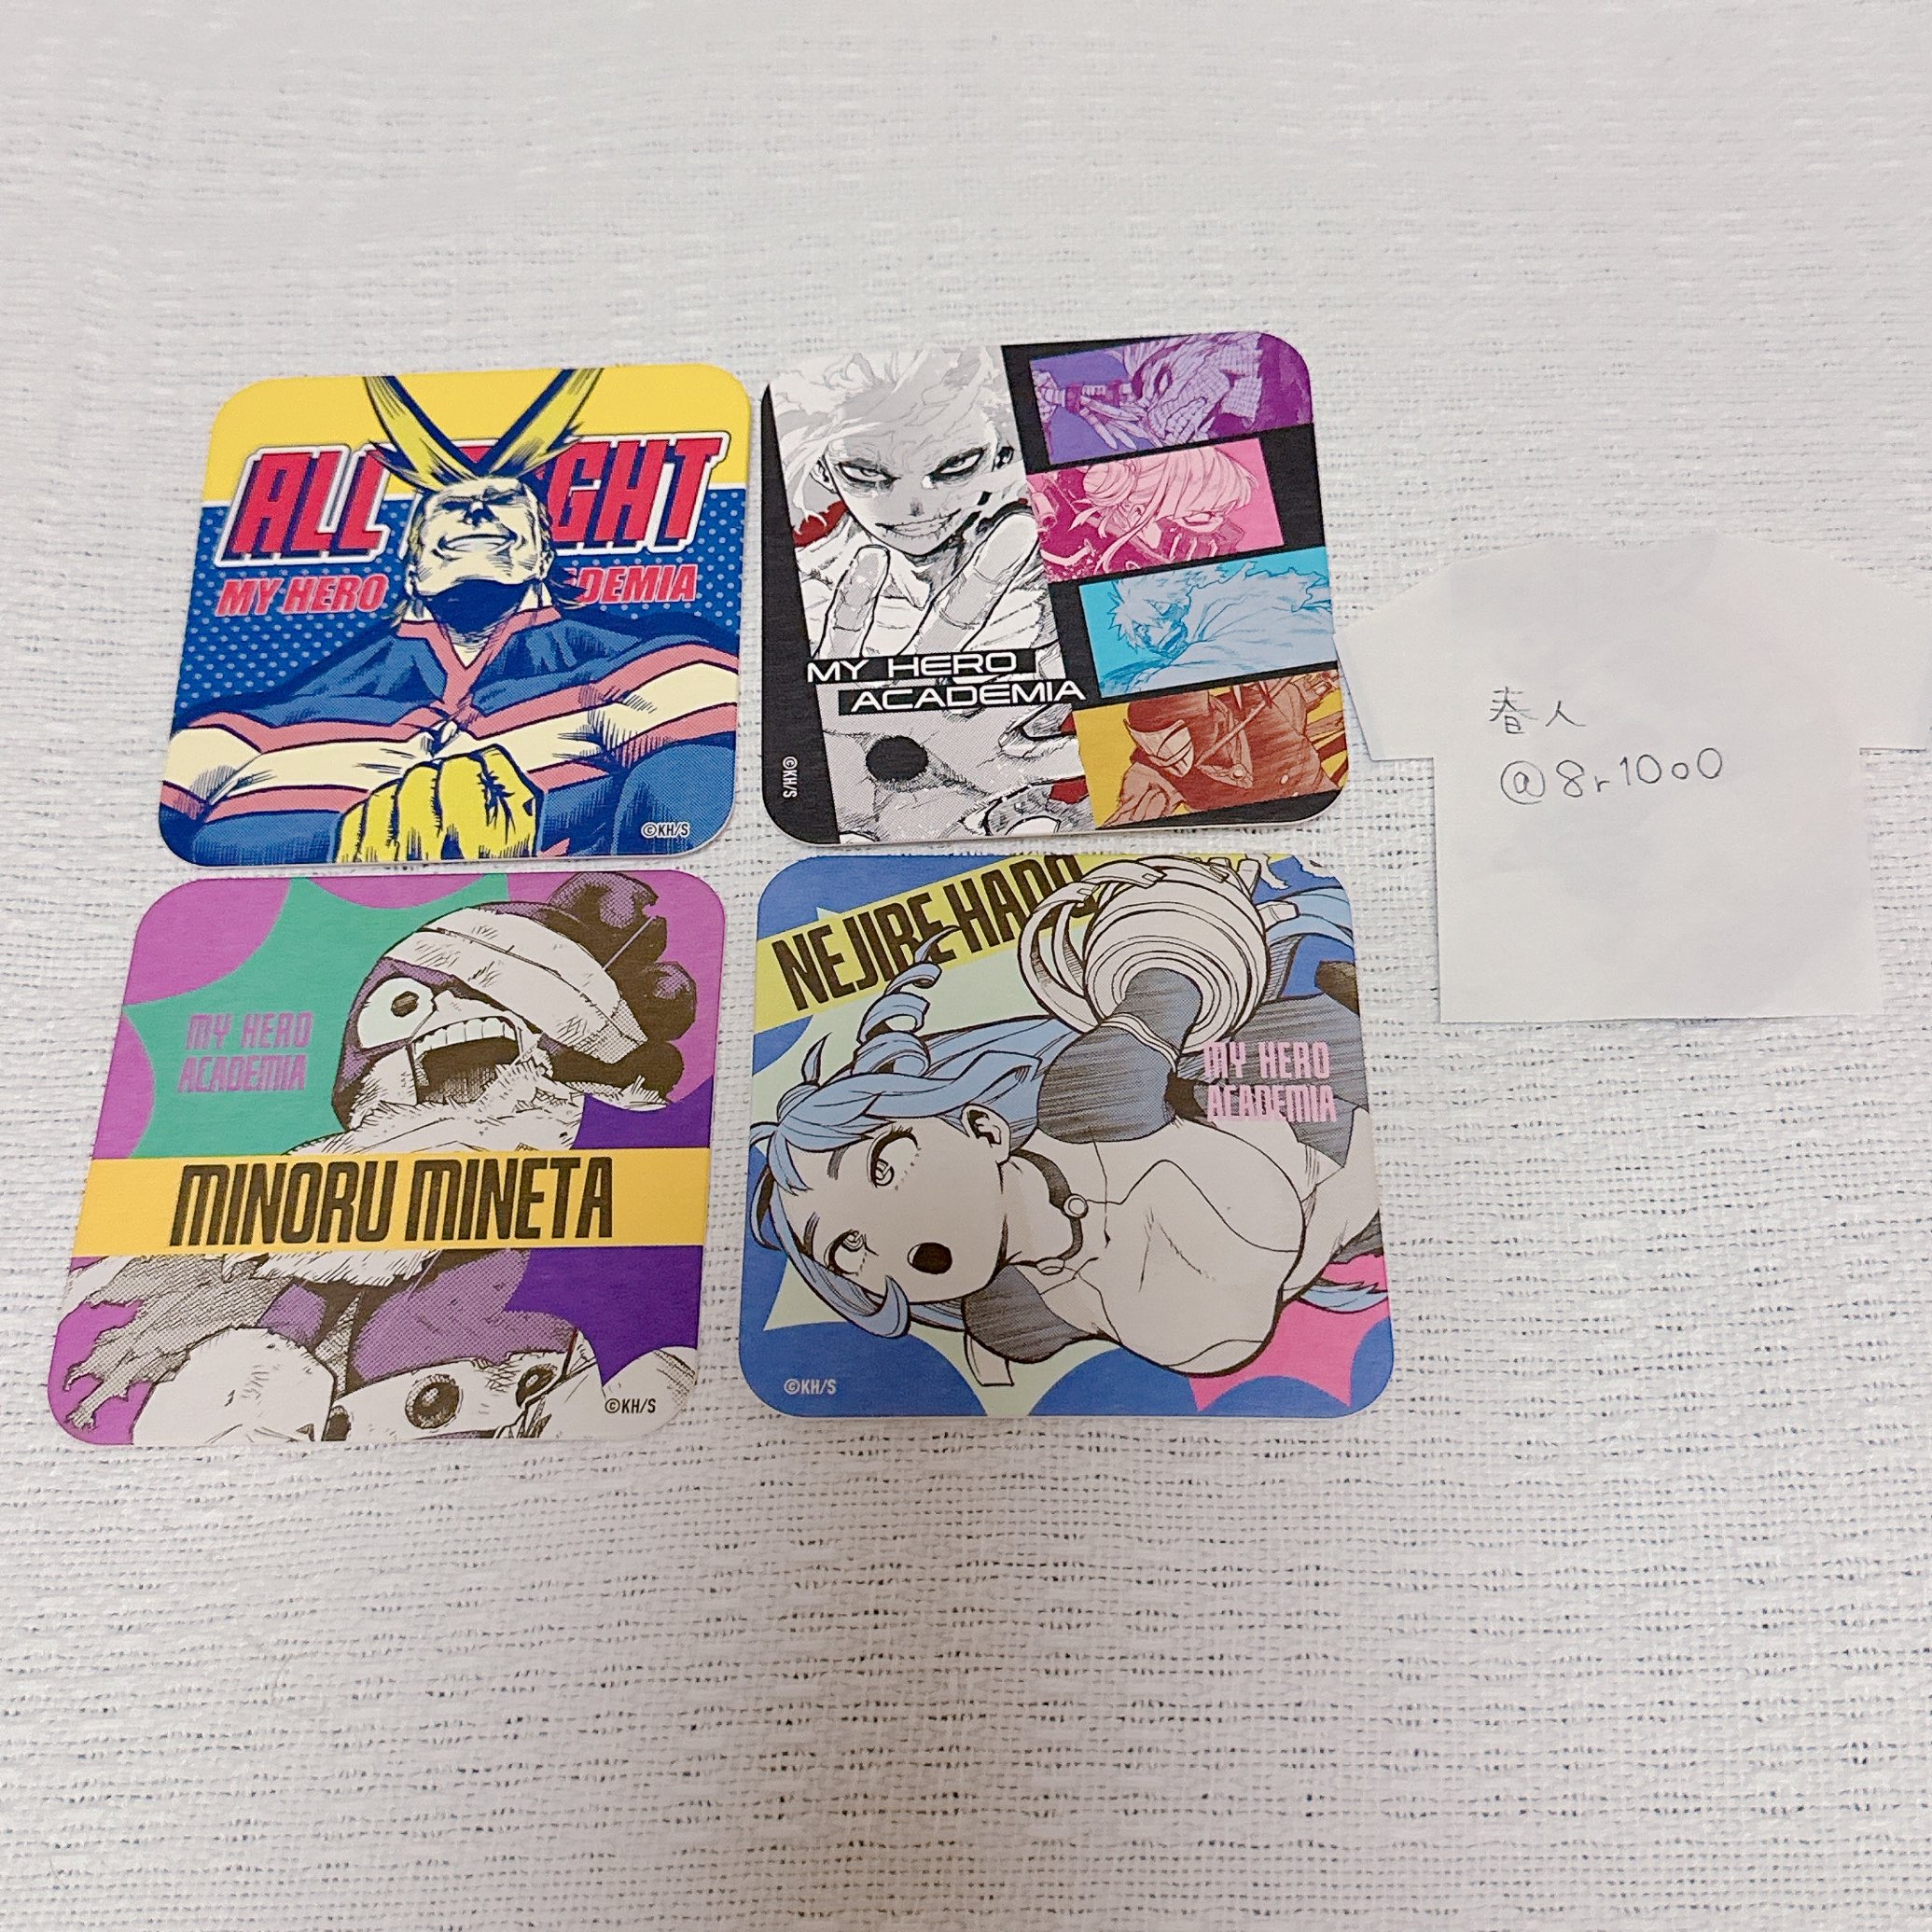 ALL MIGHT
MY HERO ACADEMIA
©KH/S
MY HERO
ACADEMIA
©KH/S
春人
@8r10o0
MY HERO
ACADEMIA
MINORU MINETA
©KH/S
NEJIRE HADO
MY HERO
ACADEMIA
©KH/S